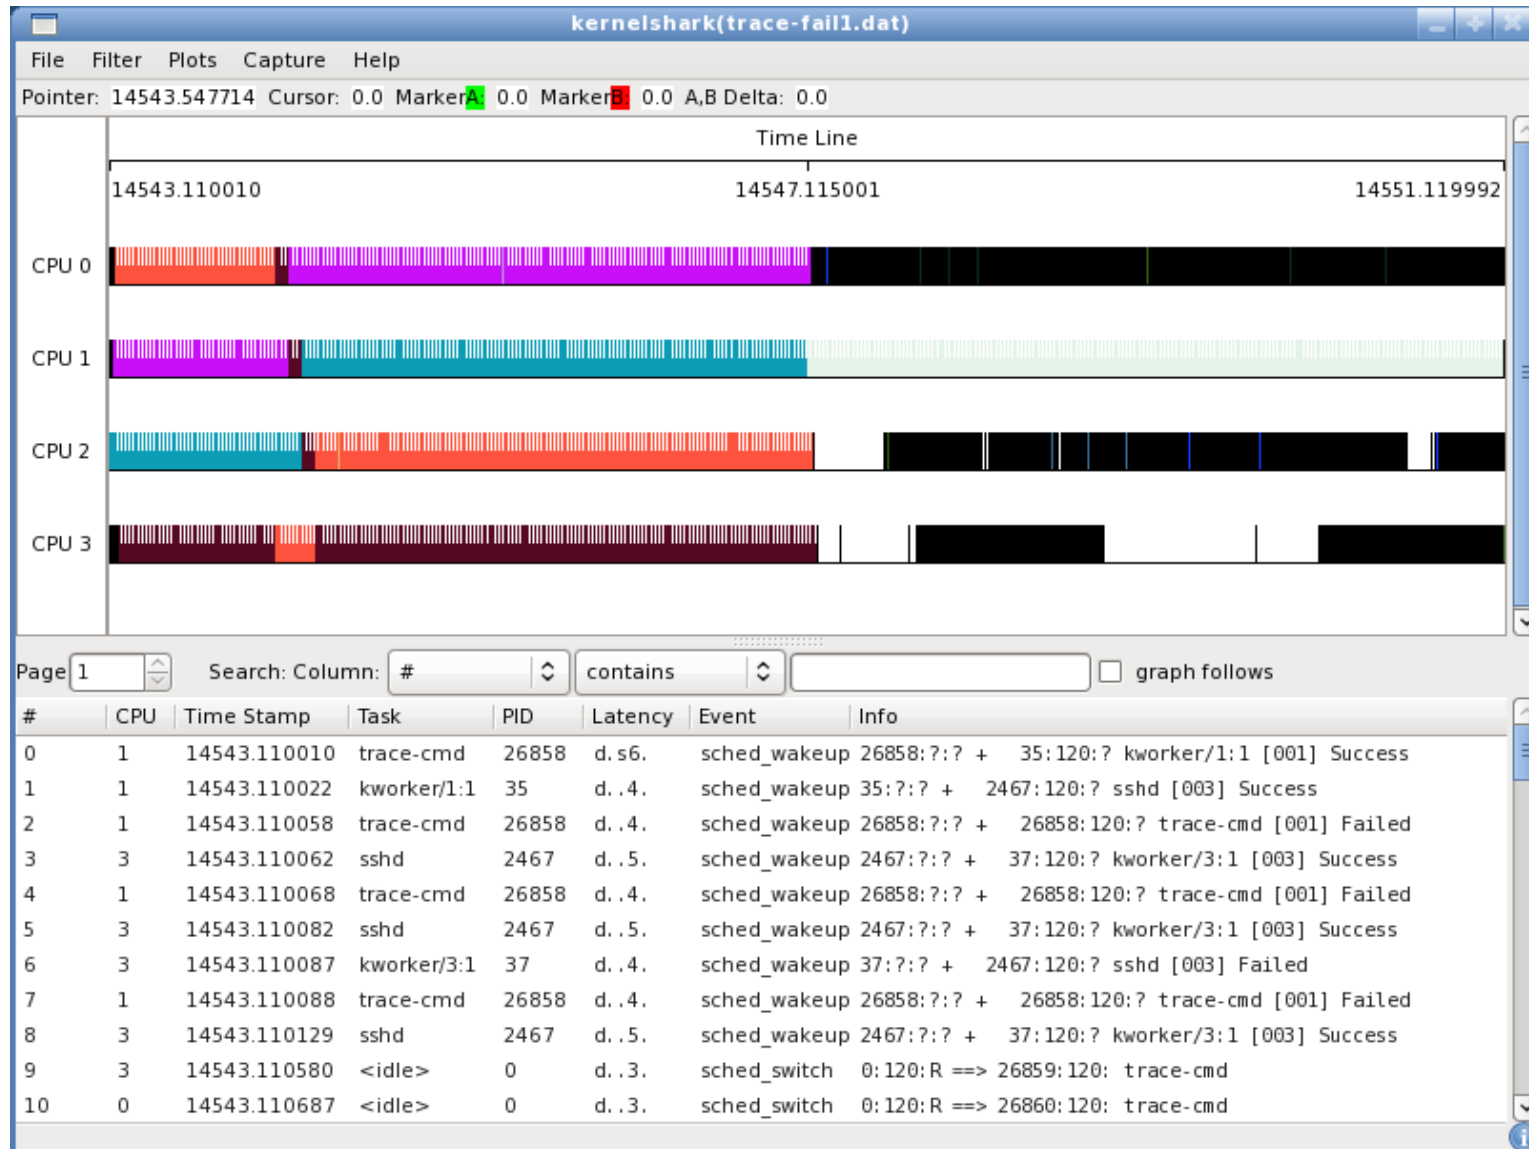 kernelshark(trace-fail1.dat)
File Filter Plots Capture Help
Pointer: 14543.547714 Cursor: 0.0 MarkerA: 0.0 MarkerB: 0.0 A,B Delta: 0.0
Time Line
14543.110010 14547.115001 14551.119992
CPU 0
CPU 1
CPU 2
CPU 3
Page 1 Search: Column: # contains graph follows
# CPU Time Stamp Task PID Latency Event Info
0 1 14543.110010 trace-cmd 26858 d.s6. sched_wakeup 26858:?:? + 35:120:? kworker/1:1 [001] Success
1 1 14543.110022 kworker/1:1 35 d..4. sched_wakeup 35:?:? + 2467:120:? sshd [003] Success
2 1 14543.110058 trace-cmd 26858 d..4. sched_wakeup 26858:?:? + 26858:120:? trace-cmd [001] Failed
3 3 14543.110062 sshd 2467 d..5. sched_wakeup 2467:?:? + 37:120:? kworker/3:1 [003] Success
4 1 14543.110068 trace-cmd 26858 d..4. sched_wakeup 26858:?:? + 26858:120:? trace-cmd [001] Failed
5 3 14543.110082 sshd 2467 d..5. sched_wakeup 2467:?:? + 37:120:? kworker/3:1 [003] Success
6 3 14543.110087 kworker/3:1 37 d..4. sched_wakeup 37:?:? + 2467:120:? sshd [003] Failed
7 1 14543.110088 trace-cmd 26858 d..4. sched_wakeup 26858:?:? + 26858:120:? trace-cmd [001] Failed
8 3 14543.110129 sshd 2467 d..5. sched_wakeup 2467:?:? + 37:120:? kworker/3:1 [003] Success
9 3 14543.110580 <idle> 0 d..3. sched_switch 0:120:R ==> 26859:120: trace-cmd
10 0 14543.110687 <idle> 0 d..3. sched_switch 0:120:R ==> 26860:120: trace-cmd